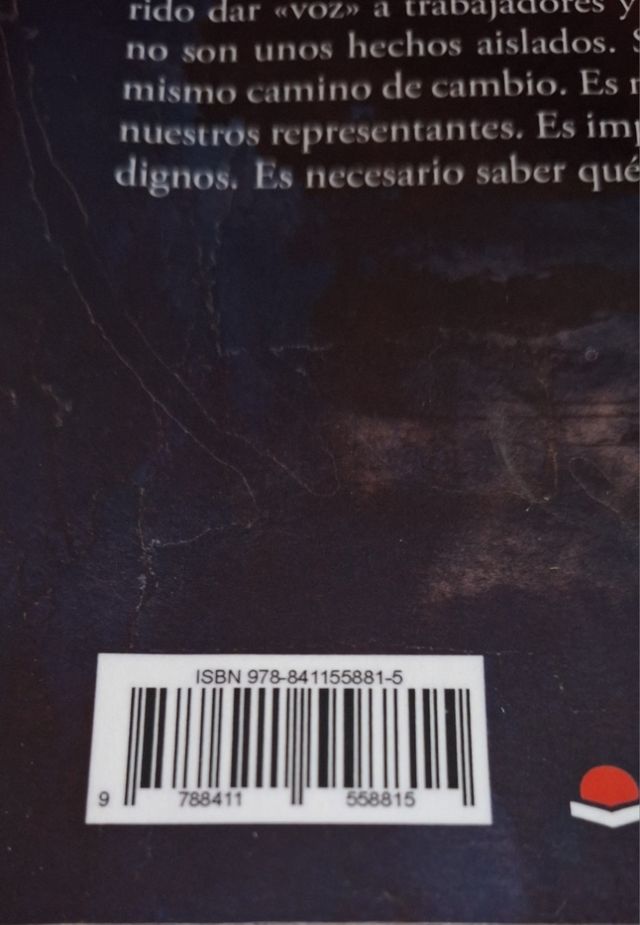 rido dar «voz» a trabajadores y
no son unos hechos aislados.
mismo camino de cambio. Es
nuestros representantes. Es
dignos. Es necesario saber qué
ISBN 978-841155881-5
9 788411 558815